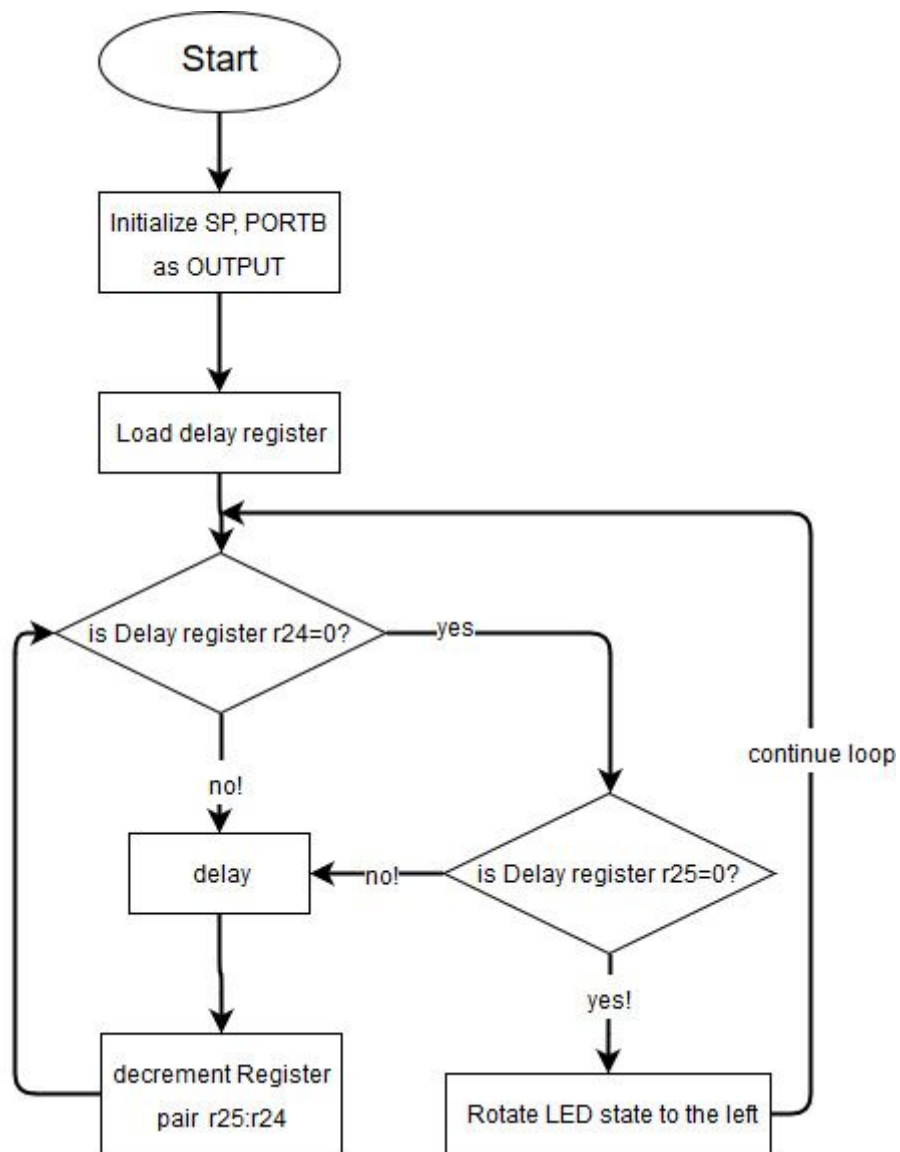 Start
Initialize SP, PORTB
as OUTPUT
Load delay register
is Delay register r24=0?
yes
no!
continue loop
delay
no!
is Delay register r25=0?
yes!
decrement Register
pair r25:r24
Rotate LED state to the left